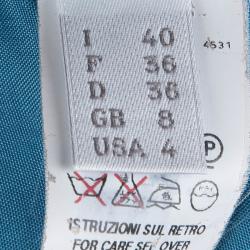 I 40
4531
F 36
D 36
GB 8
USA 4
P
ISTRUZIONI SUL RETRO
FOR CARE SEE OVER